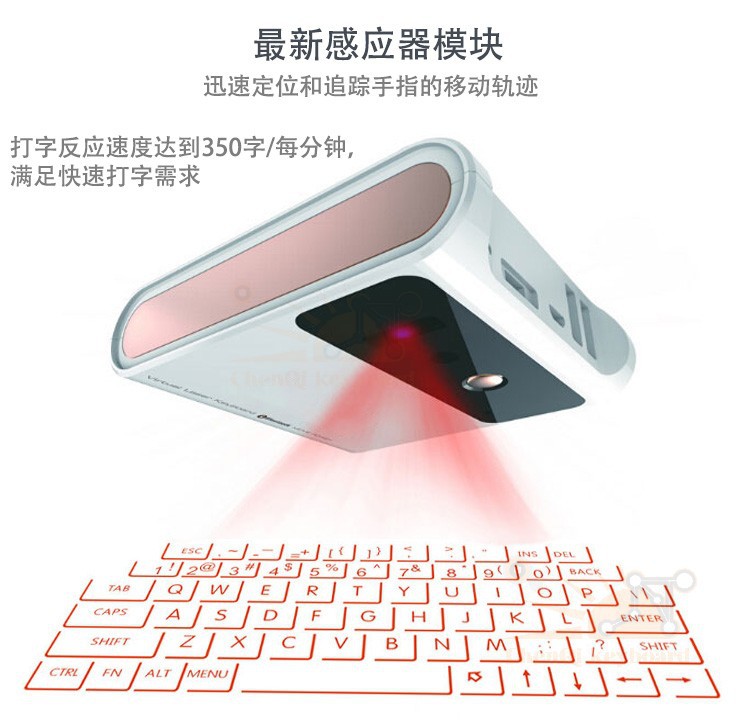 最新感应器模块
迅速定位和追踪手指的移动轨迹
打字反应速度达到350字/每分钟，
满足快速打字需求
Virtual Laser Keyboard Bluetooth
ESC ~ - _ = + [ { ] } < , > . " INS DEL
1 ! 2 @ 3 # 4 $ 5 % 6 ^ 7 & 8 * 9 ( 0 ) BACK
TAB Q W E R T Y U I O P \ |
CAPS A S D F G H J K L ENTER
SHIFT Z X C V B N M ; : ? SHIFT
CTRL FN ALT MENU ↖ ↑ ↓ ← →